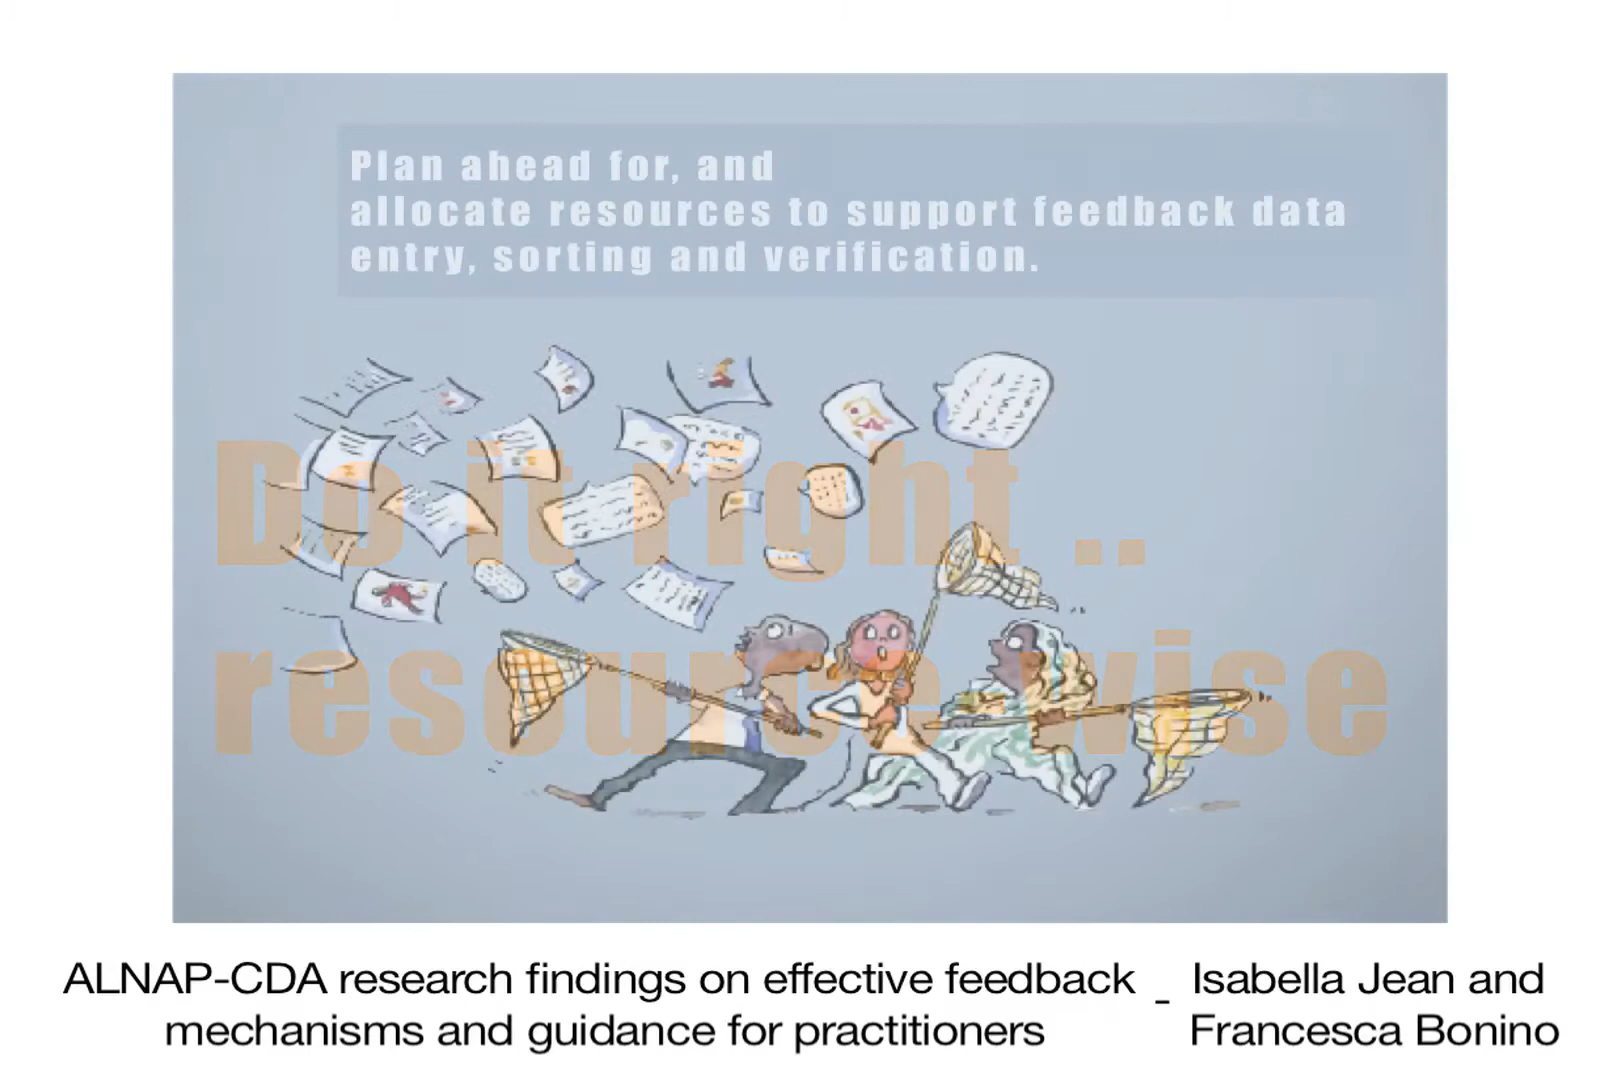 Plan ahead for, and
allocate resources to support feedback data
entry, sorting and verification.
Do it right ..
resource-wise
ALNAP-CDA research findings on effective feedback
mechanisms and guidance for practitioners
-
Isabella Jean and
Francesca Bonino